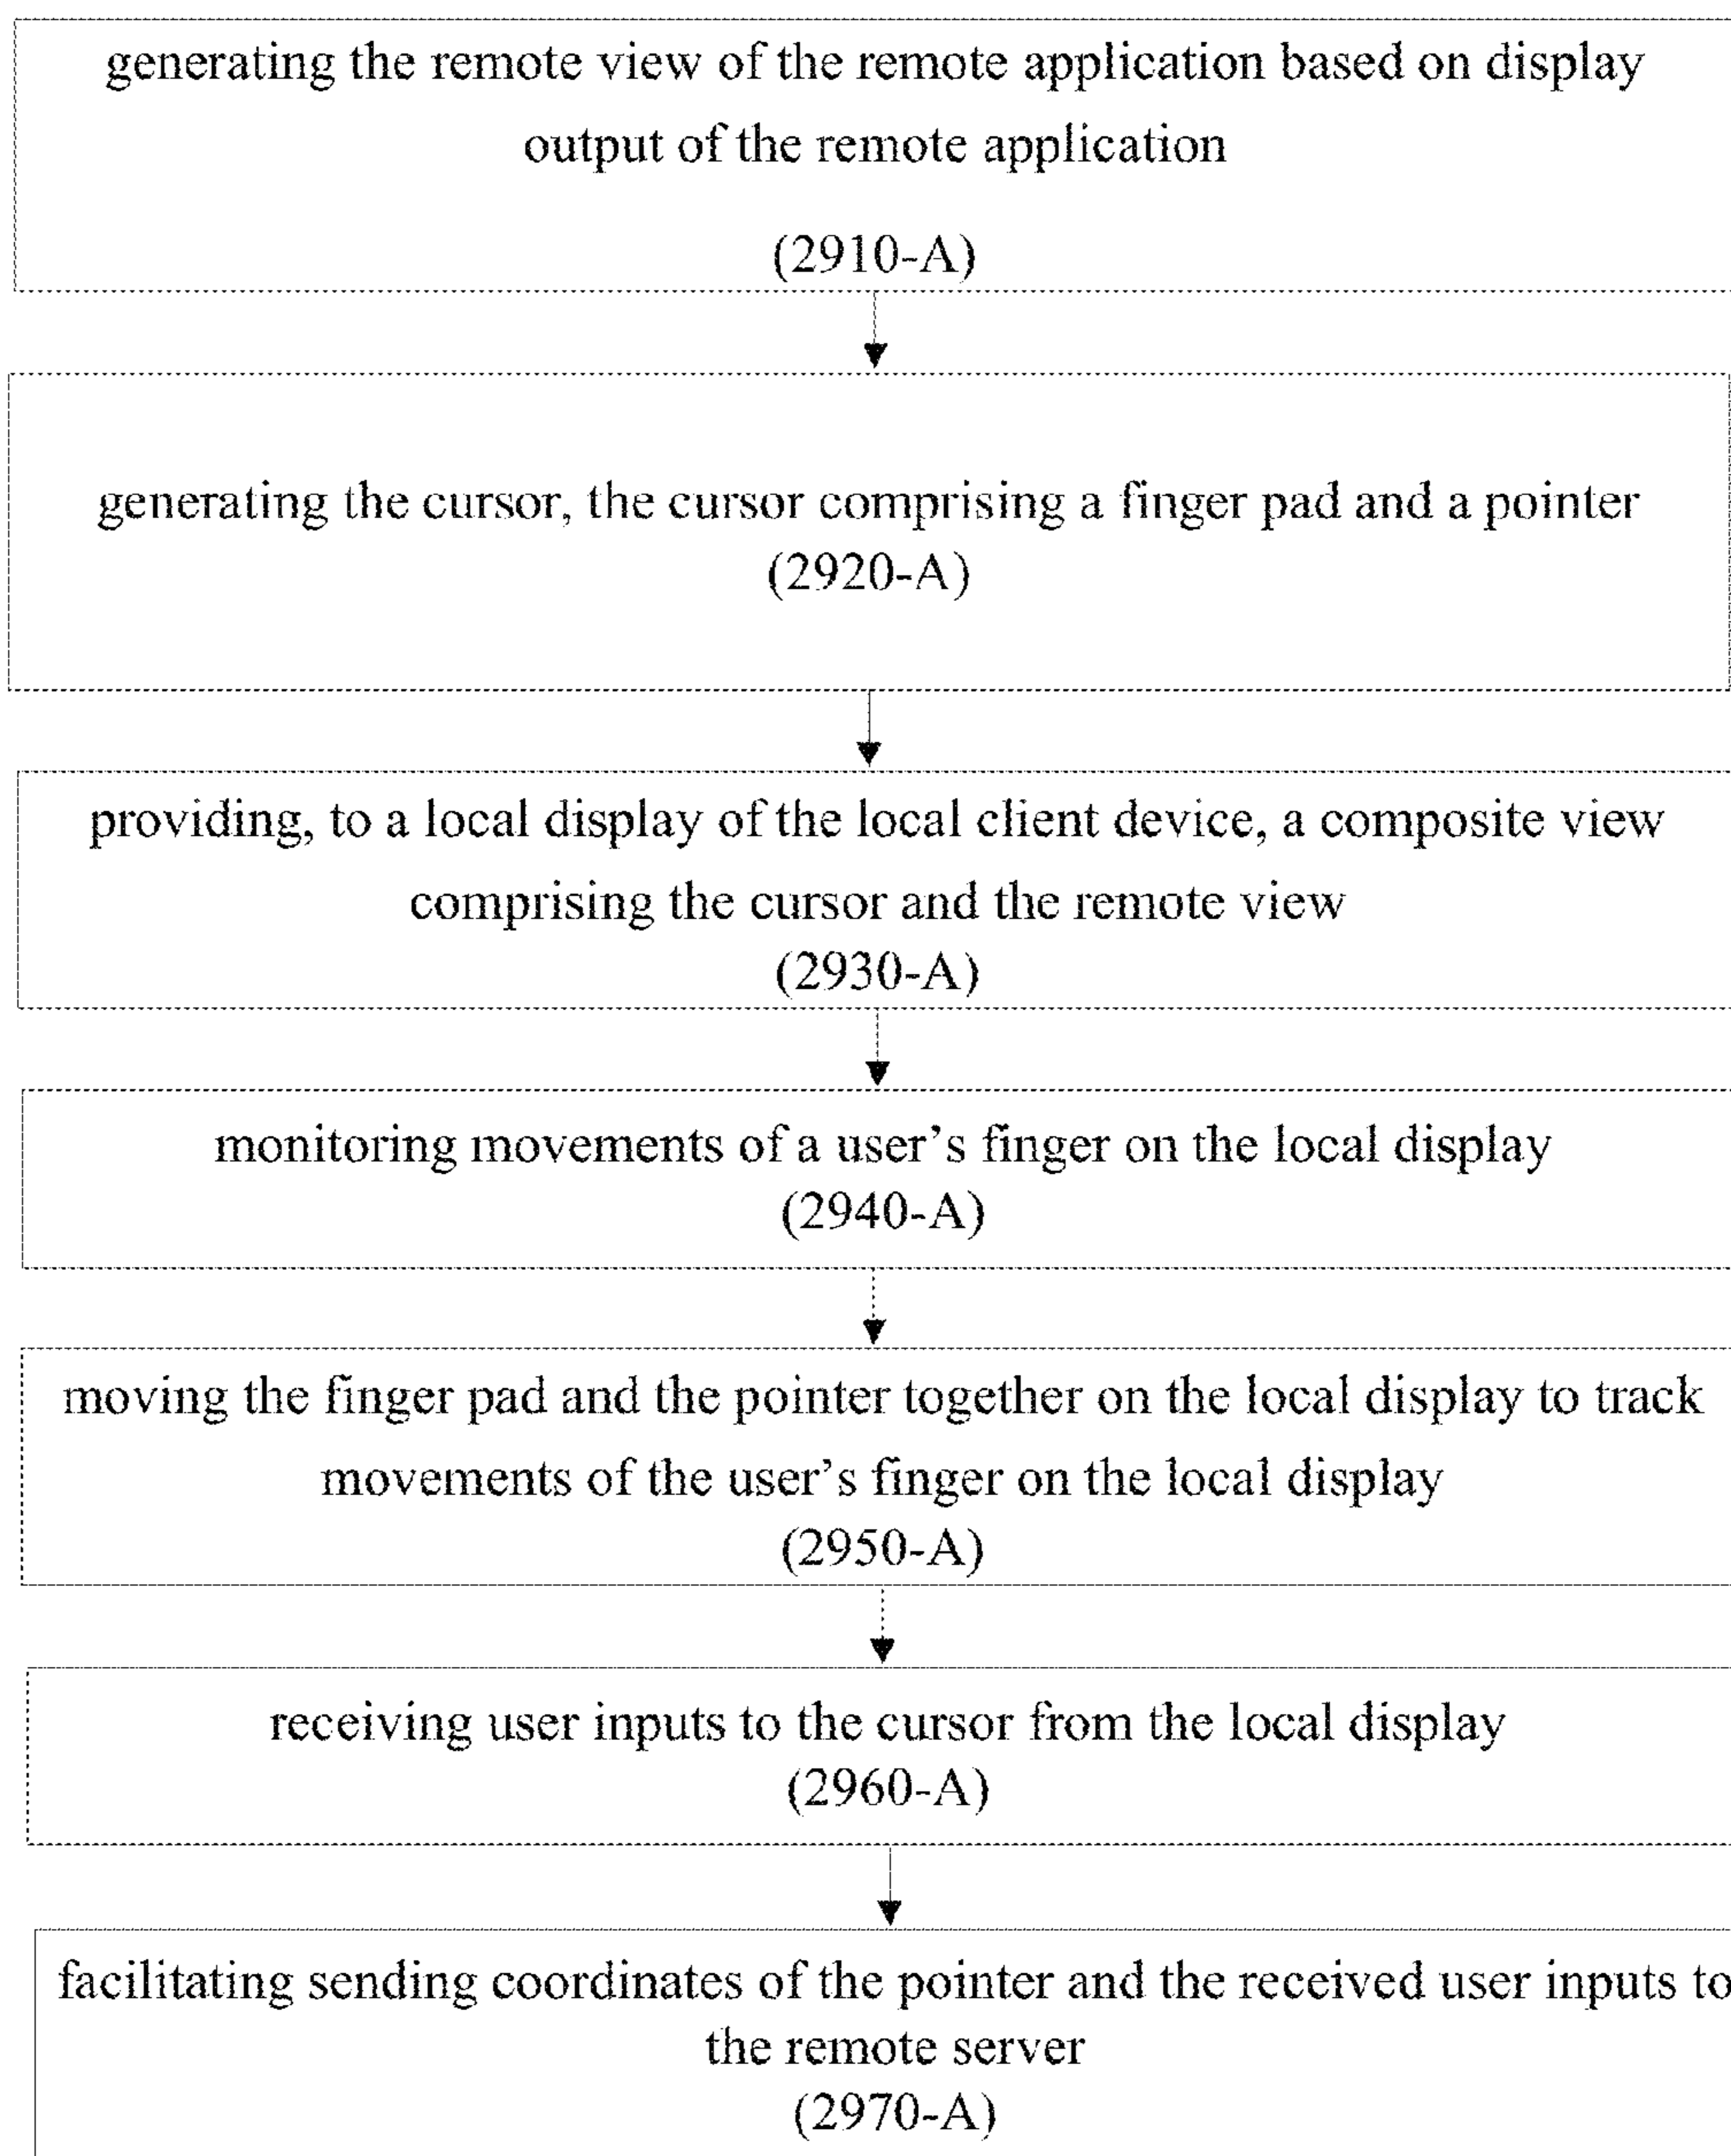 generating the remote view of the remote application based on display
output of the remote application
(2910-A)
generating the cursor, the cursor comprising a finger pad and a pointer
(2920-A)
providing, to a local display of the local client device, a composite view
comprising the cursor and the remote view
(2930-A)
monitoring movements of a user’s finger on the local display
(2940-A)
moving the finger pad and the pointer together on the local display to track
movements of the user’s finger on the local display
(2950-A)
receiving user inputs to the cursor from the local display
(2960-A)
facilitating sending coordinates of the pointer and the received user inputs to
the remote server
(2970-A)